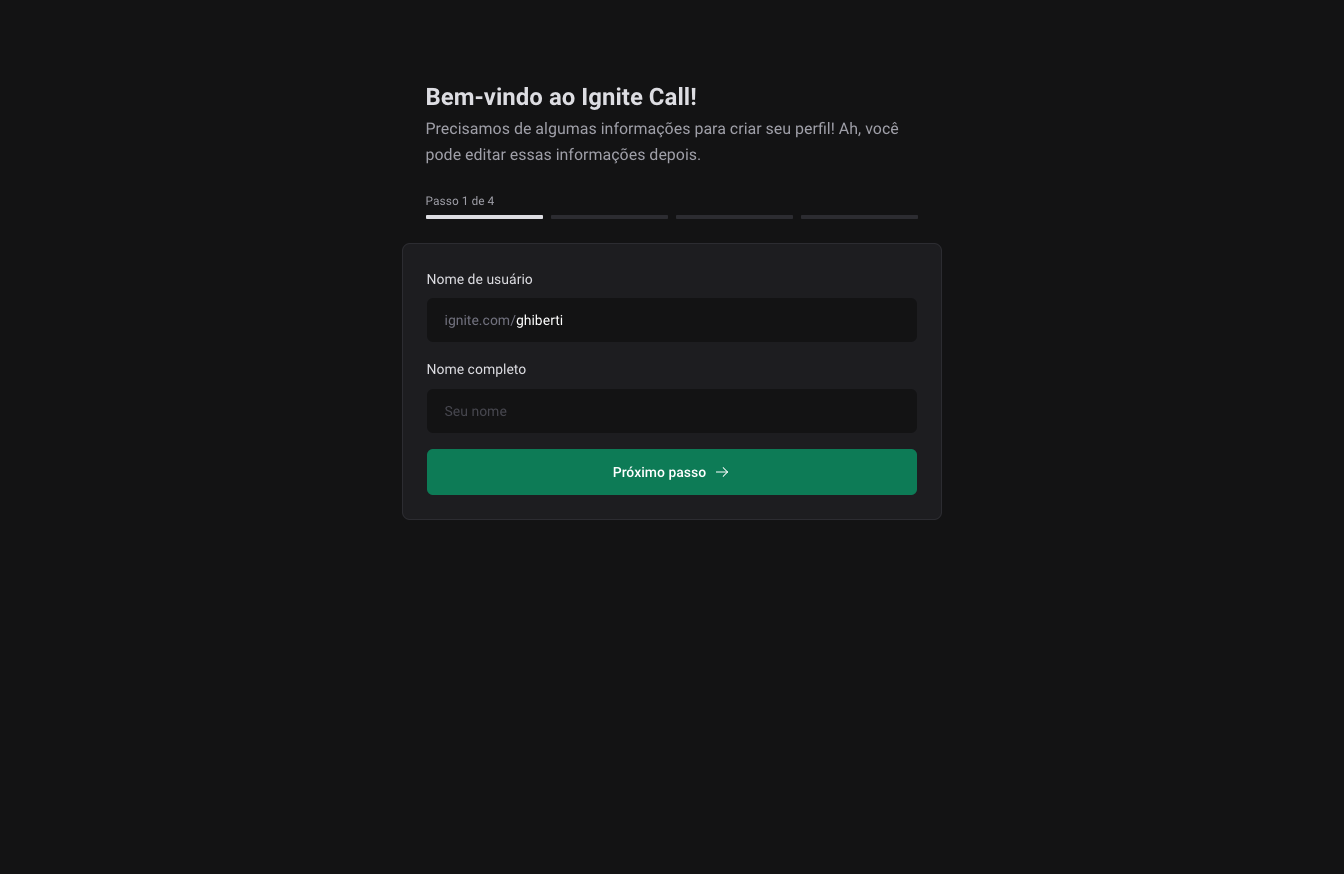 Bem-vindo ao Ignite Call!
Precisamos de algumas informações para criar seu perfil! Ah, você
pode editar essas informações depois.
Passo 1 de 4
Nome de usuário
ignite.com/ghiberti
Nome completo
Seu nome
Próximo passo →